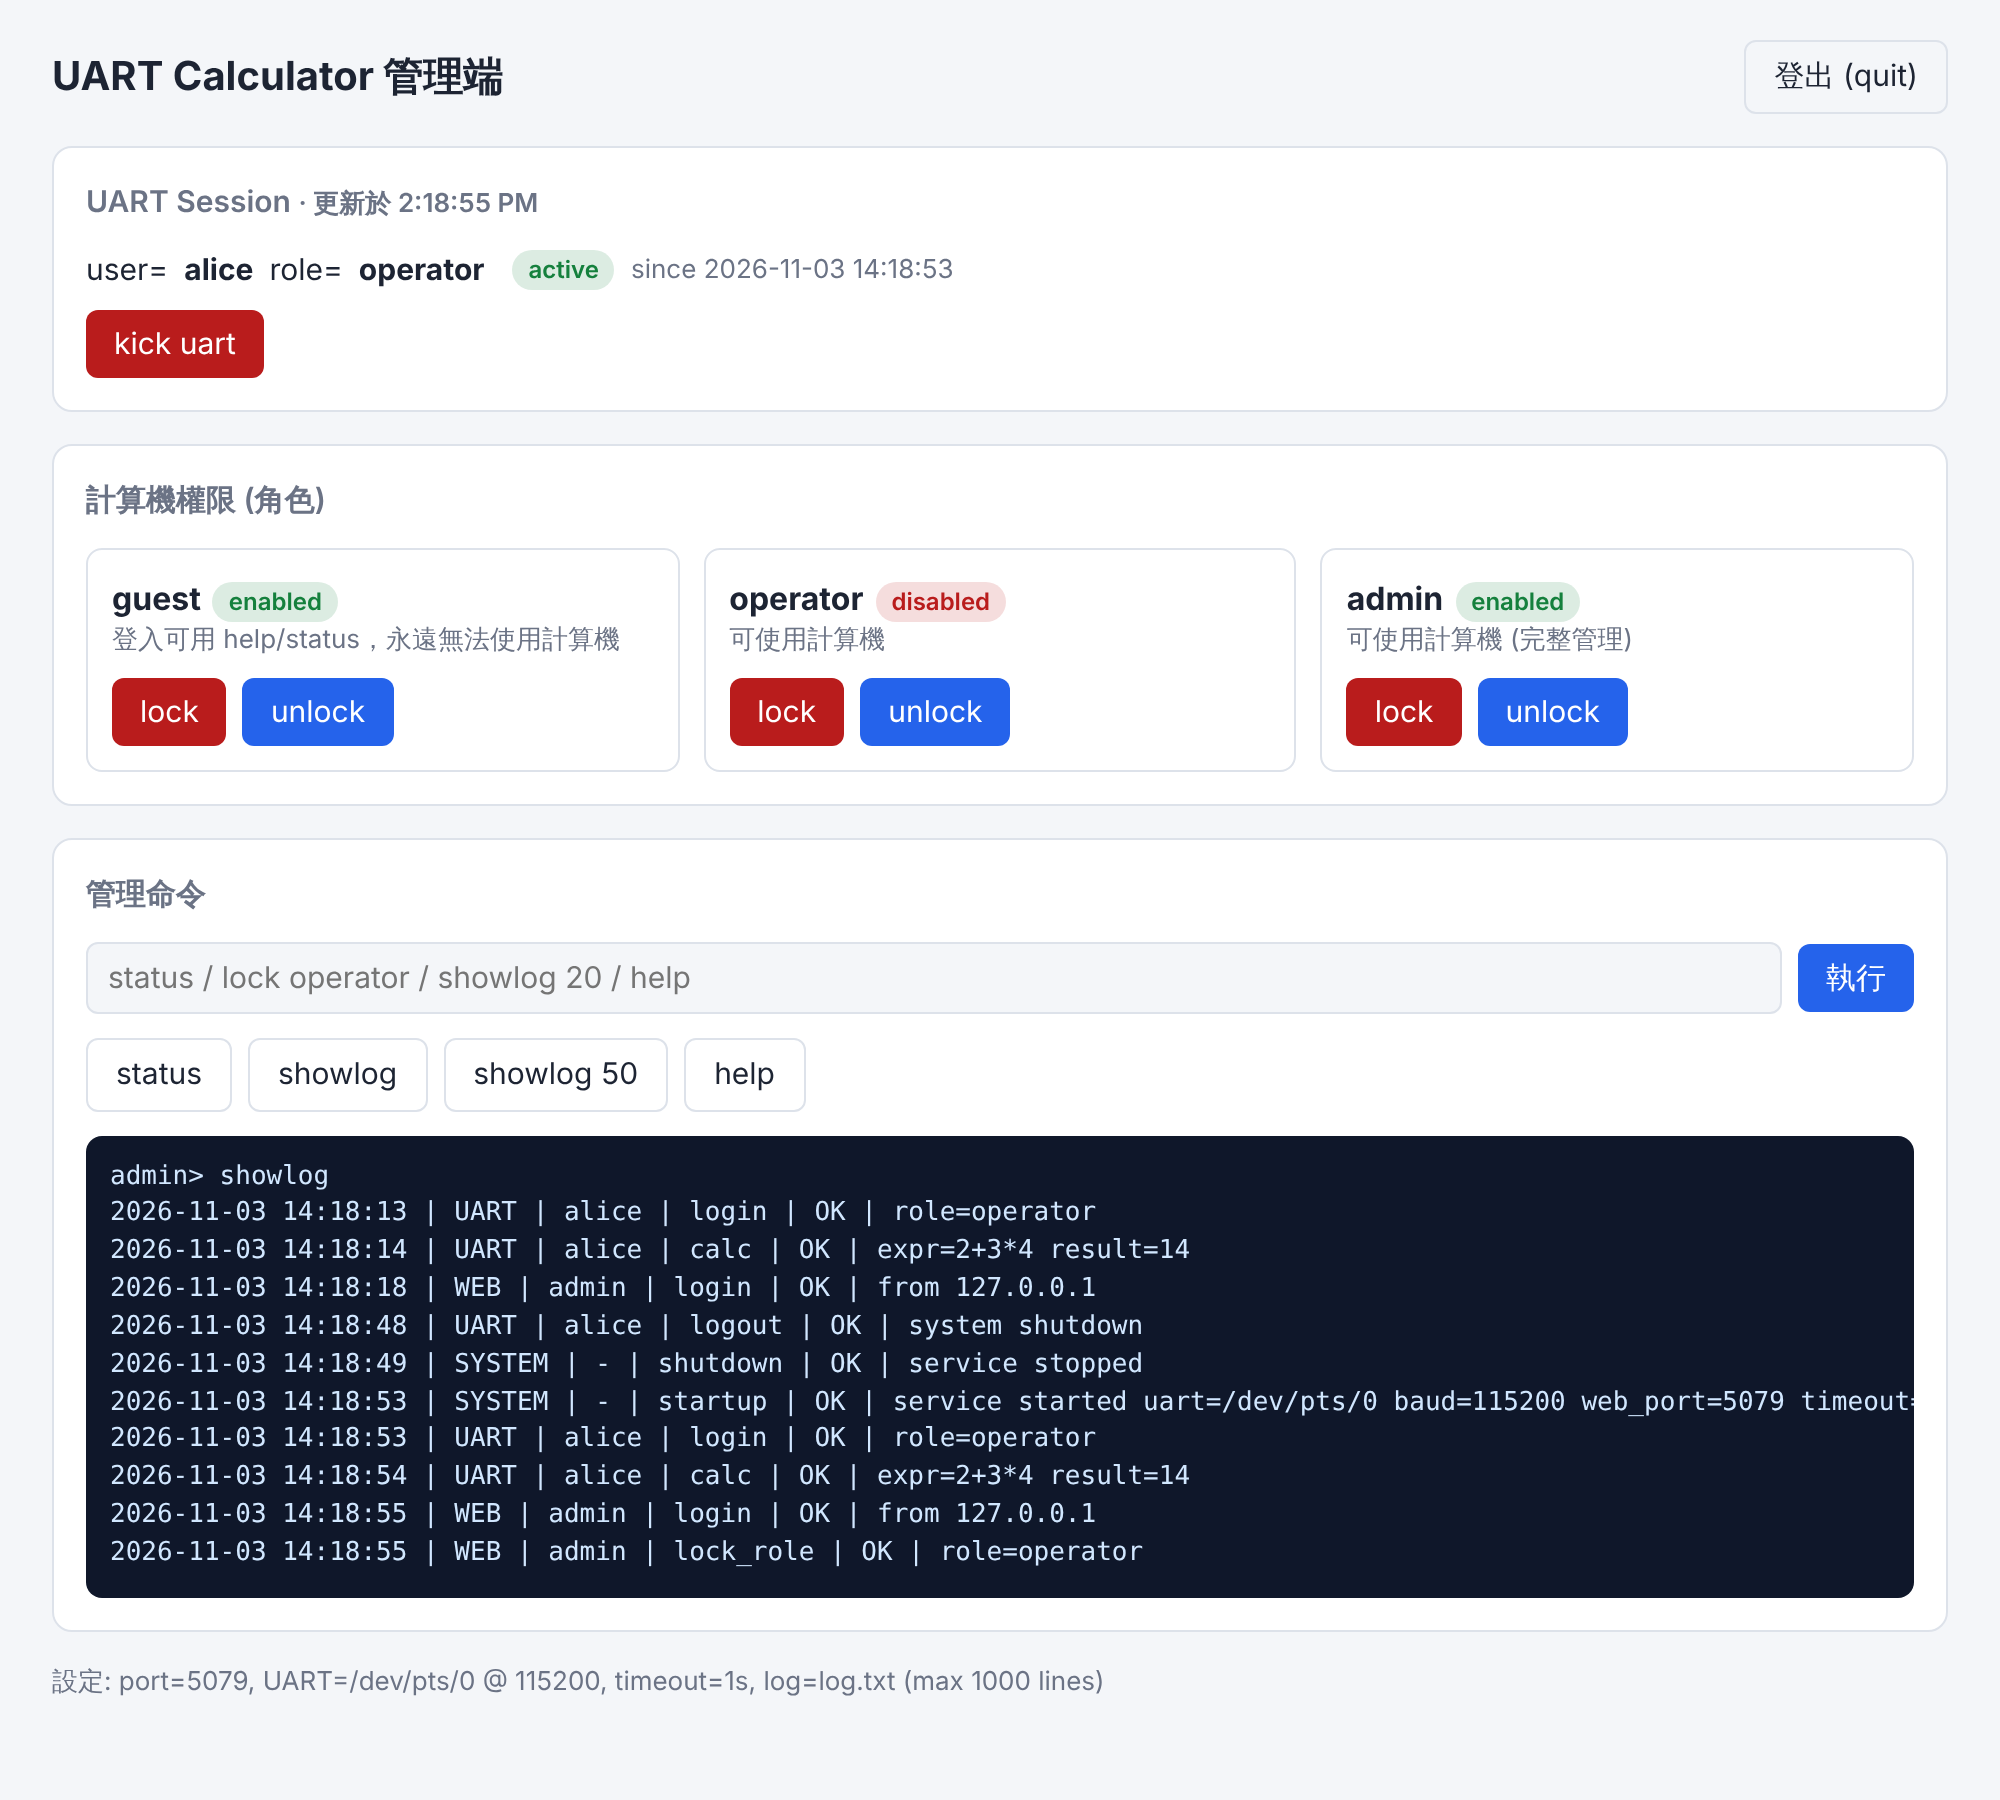 UART Calculator 管理端
登出 (quit)
UART Session · 更新於 2:18:55 PM
user= alice role= operator active since 2026-11-03 14:18:53
kick uart
計算機權限 (角色)
guest enabled
登入可用 help/status，永遠無法使用計算機
lock unlock
operator disabled
可使用計算機
lock unlock
admin enabled
可使用計算機 (完整管理)
lock unlock
管理命令
status / lock operator / showlog 20 / help
執行
status showlog showlog 50 help
admin> showlog
2026-11-03 14:18:13 | UART | alice | login | OK | role=operator
2026-11-03 14:18:14 | UART | alice | calc | OK | expr=2+3*4 result=14
2026-11-03 14:18:18 | WEB | admin | login | OK | from 127.0.0.1
2026-11-03 14:18:48 | UART | alice | logout | OK | system shutdown
2026-11-03 14:18:49 | SYSTEM | - | shutdown | OK | service stopped
2026-11-03 14:18:53 | SYSTEM | - | startup | OK | service started uart=/dev/pts/0 baud=115200 web_port=5079 timeout=
2026-11-03 14:18:53 | UART | alice | login | OK | role=operator
2026-11-03 14:18:54 | UART | alice | calc | OK | expr=2+3*4 result=14
2026-11-03 14:18:55 | WEB | admin | login | OK | from 127.0.0.1
2026-11-03 14:18:55 | WEB | admin | lock_role | OK | role=operator
設定: port=5079, UART=/dev/pts/0 @ 115200, timeout=1s, log=log.txt (max 1000 lines)